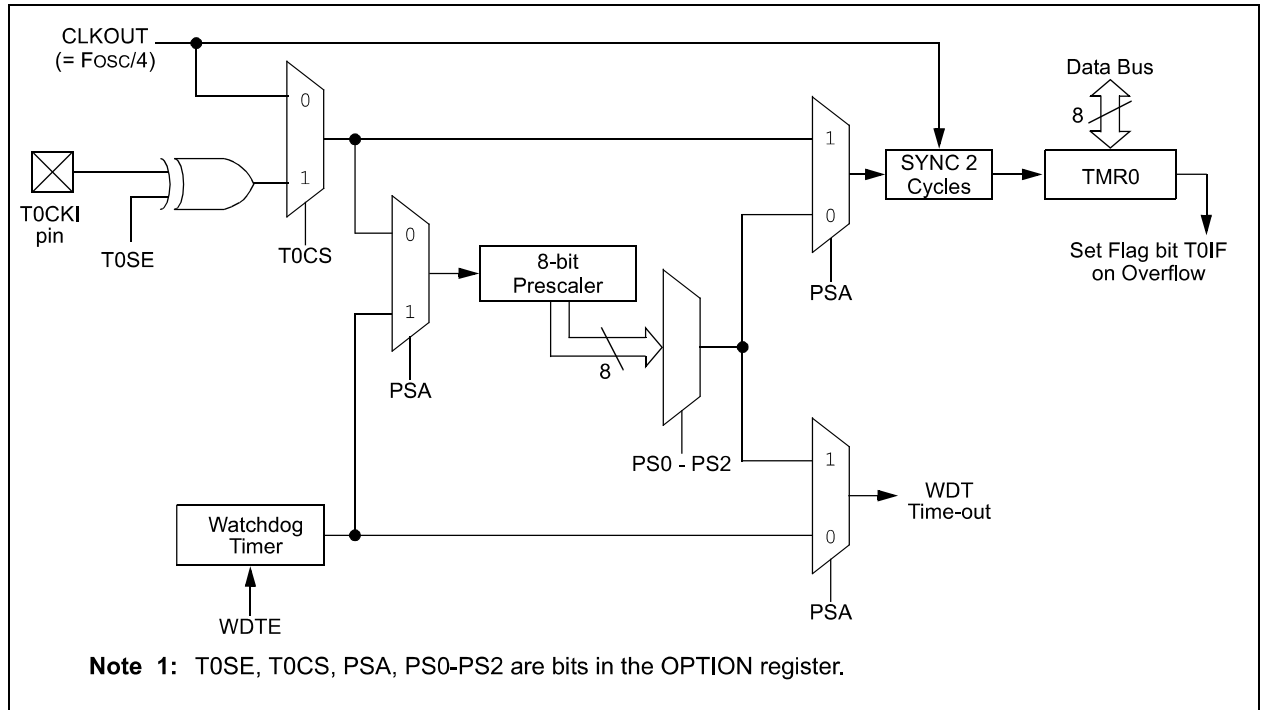 CLKOUT
(= FOSC/4)
0
1
T0CKI
pin
T0SE
T0CS
0
1
PSA
8-bit
Prescaler
8
PS0 - PS2
1
0
PSA
SYNC 2
Cycles
Data Bus
8
TMR0
Set Flag bit T0IF
on Overflow
1
0
PSA
WDT
Time-out
Watchdog
Timer
WDTE
Note 1: T0SE, T0CS, PSA, PS0-PS2 are bits in the OPTION register.